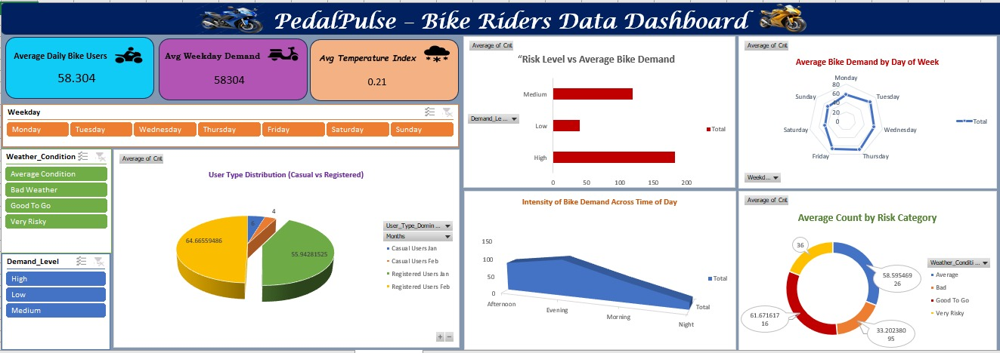 PedalPulse – Bike Riders Data Dashboard
Average Daily Bike Users
58.304
Avg Weekday Demand
58304
Avg Temperature Index
0.21
Weekday
Monday
Tuesday
Wednesday
Thursday
Friday
Saturday
Sunday
Weather_Condition
Average Condition
Bad Weather
Good To Go
Very Risky
Demand_Level
High
Low
Medium
Average of Cnt
User Type Distribution (Casual vs Registered)
6
4
64.66559486
55.94281525
User_Type_Domin ...
Months
Casual Users Jan
Casual Users Feb
Registered Users Jan
Registered Users Feb
Average of Cnt
“Risk Level vs Average Bike Demand
Demand_Le ...
Medium
Low
High
0
50
100
150
200
Total
Intensity of Bike Demand Across Time of Day
150
100
50
0
Afternoon
Evening
Morning
Night
Total
Total
Average of Cnt
Average Bike Demand by Day of Week
Monday
Tuesday
Wednesday
Thursday
Friday
Saturday
Sunday
80
60
40
20
0
Total
Weekd...
Average of Cnt
Average Count by Risk Category
36
58.595469
26
61.671617
16
33.202380
95
Weather_Conditi ...
Average
Bad
Good To Go
Very Risky